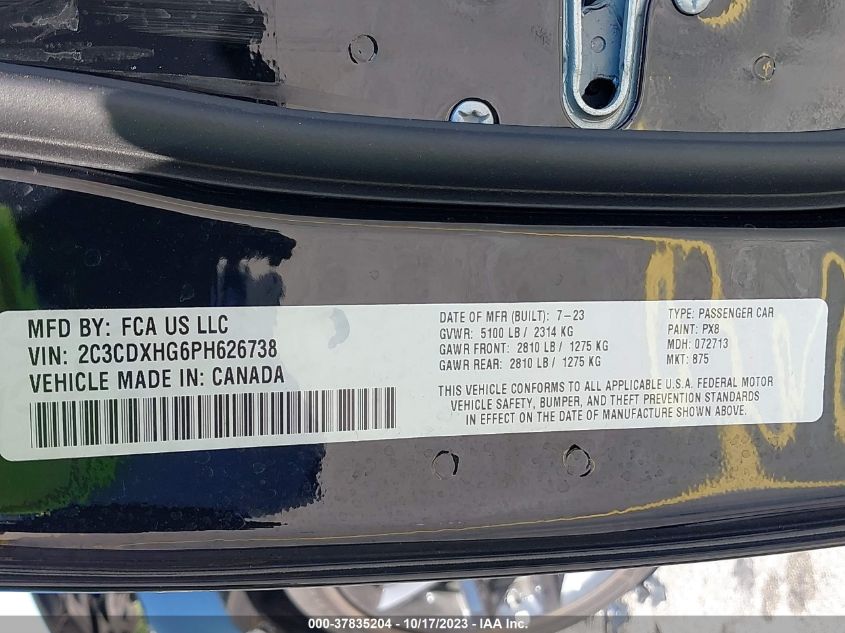 MFD BY: FCA US LLC
VIN: 2C3CDXHG6PH626738
VEHICLE MADE IN: CANADA
DATE OF MFR (BUILT): 7-23
GVWR: 5100 LB / 2314 KG
GAWR FRONT: 2810 LB / 1275 KG
GAWR REAR: 2810 LB / 1275 KG
TYPE: PASSENGER CAR
PAINT: PX8
MDH: 072713
MKT: 875
THIS VEHICLE CONFORMS TO ALL APPLICABLE U.S.A. FEDERAL MOTOR
VEHICLE SAFETY, BUMPER, AND THEFT PREVENTION STANDARDS
IN EFFECT ON THE DATE OF MANUFACTURE SHOWN ABOVE.
000-37835204 - 10/17/2023 - IAA Inc.